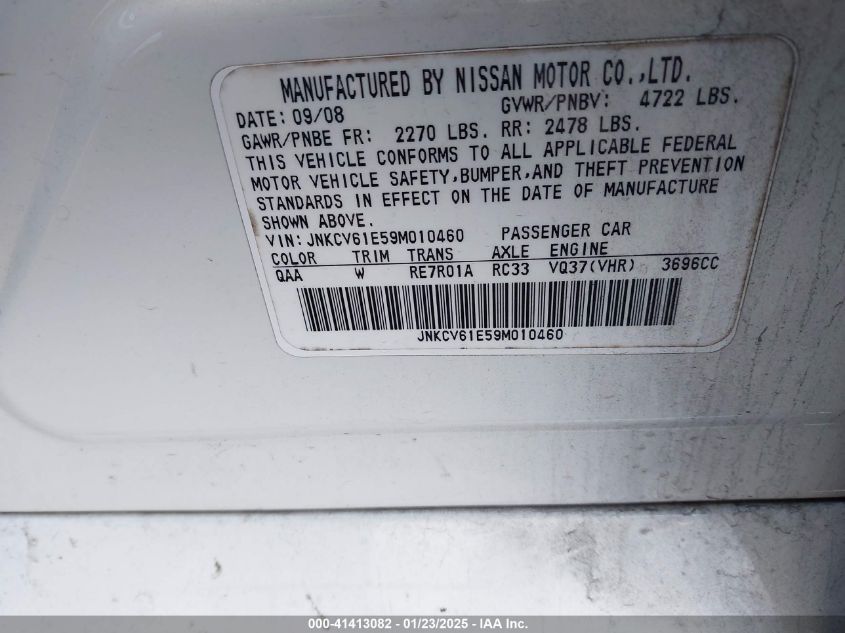 MANUFACTURED BY NISSAN MOTOR CO.,LTD.
DATE: 09/08 GVWR/PNBV: 4722 LBS.
GAWR/PNBE FR: 2270 LBS. RR: 2478 LBS.
THIS VEHICLE CONFORMS TO ALL APPLICABLE FEDERAL
MOTOR VEHICLE SAFETY,BUMPER,AND THEFT PREVENTION
STANDARDS IN EFFECT ON THE DATE OF MANUFACTURE
SHOWN ABOVE.
VIN: JNKCV61E59M010460 PASSENGER CAR
COLOR TRIM TRANS AXLE ENGINE
QAA W RE7R01A RC33 VQ37(VHR) 3696CC
JNKCV61E59M010460
000-41413082 - 01/23/2025 - IAA Inc.